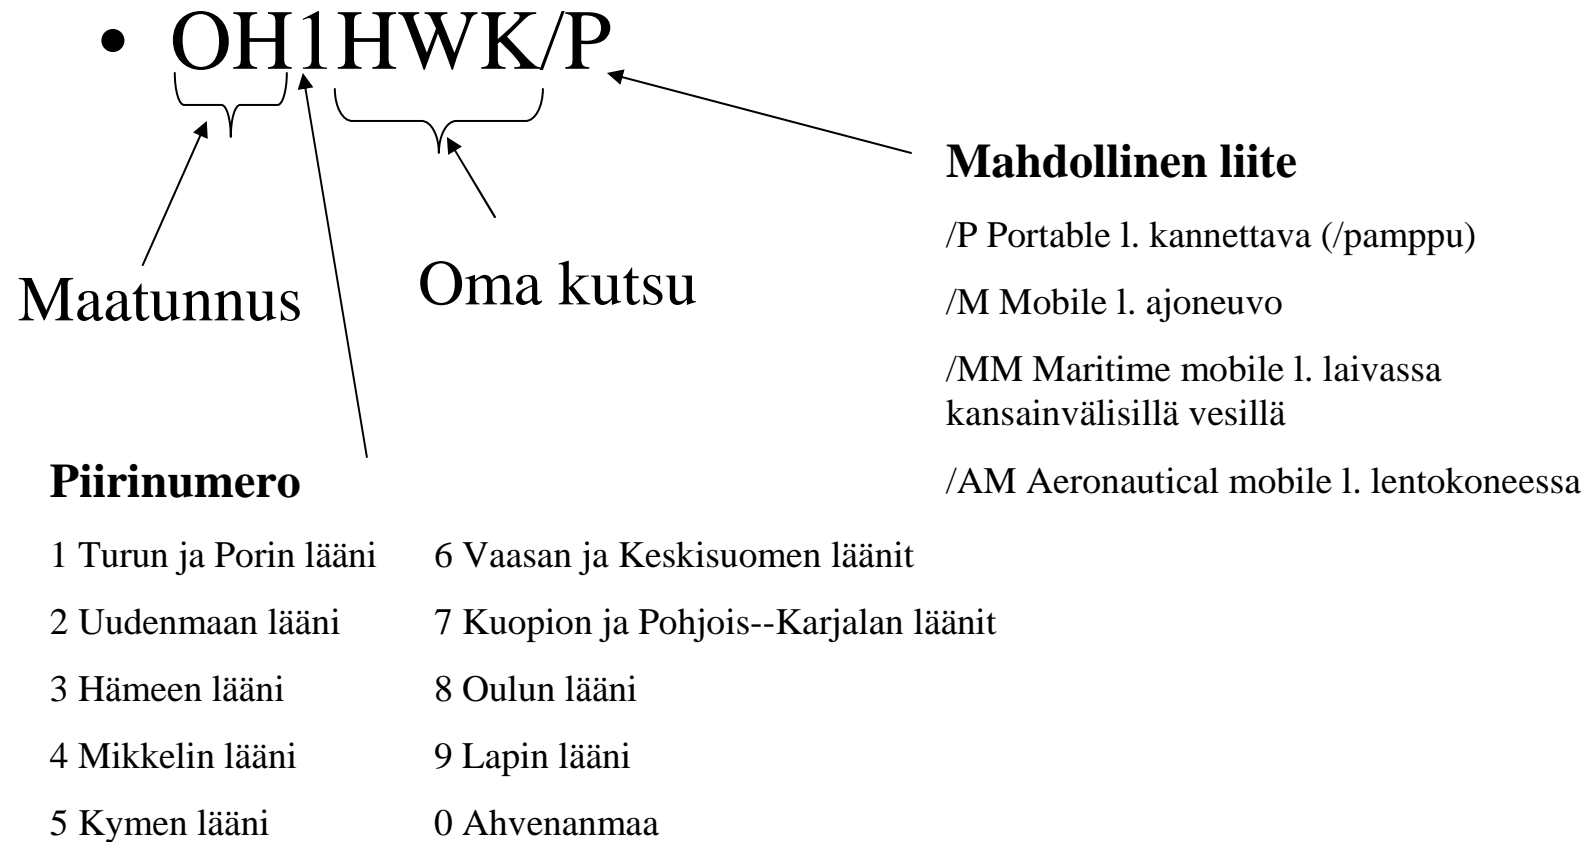 • OH1HWK/P
Maatunnus
Oma kutsu
Mahdollinen liite
/P Portable l. kannettava (/pamppu)
/M Mobile l. ajoneuvo
/MM Maritime mobile l. laivassa
kansainvälisillä vesillä
/AM Aeronautical mobile l. lentokoneessa
Piirinumero
1 Turun ja Porin lääni
2 Uudenmaan lääni
3 Hämeen lääni
4 Mikkelin lääni
5 Kymen lääni
6 Vaasan ja Keskisuomen läänit
7 Kuopion ja Pohjois--Karjalan läänit
8 Oulun lääni
9 Lapin lääni
0 Ahvenanmaa